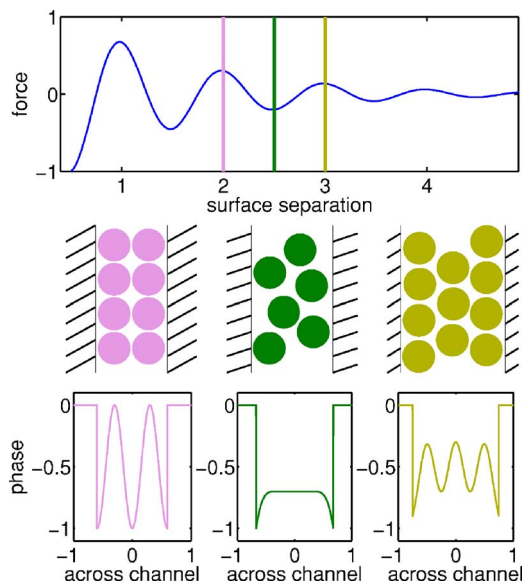 1
0
−1
force
1 2 3 4
surface separation
0 0 0
−0.5 −0.5 −0.5
−1 −1 −1
phase
−1 0 1 −1 0 1 −1 0 1
across channel across channel across channel